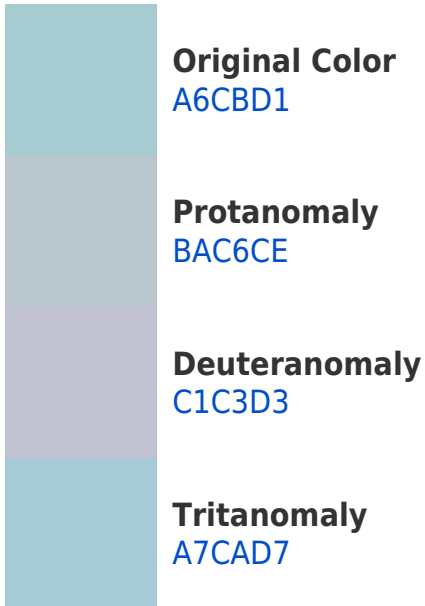 Original Color
A6CBD1
Protanomaly
BAC6CE
Deuteranomaly
C1C3D3
Tritanomaly
A7CAD7